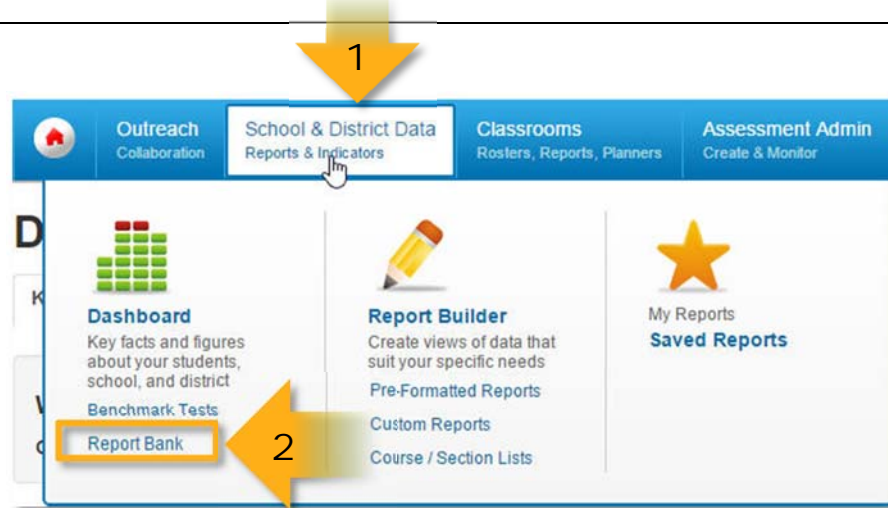 1
Outreach
Collaboration
School & District Data
Reports & Indicators
Classrooms
Rosters, Reports, Planners
Assessment Admin
Create & Monitor
D
K
Dashboard
Key facts and figures
about your students,
school, and district
Benchmark Tests
Report Bank
2
Report Builder
Create views of data that
suit your specific needs
Pre-Formatted Reports
Custom Reports
Course / Section Lists
My Reports
Saved Reports